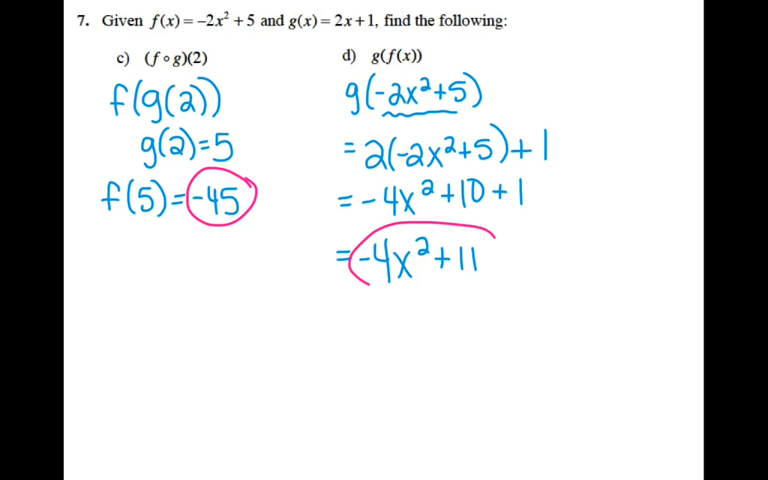 7. Given f(x) = −2x² + 5 and g(x) = 2x + 1, find the following:
c) (f ∘ g)(2)
f(g(2))
g(2)=5
f(5)=-45
d) g(f(x))
g(-2x²+5)
=2(-2x²+5)+1
=-4x²+10+1
=-4x²+11